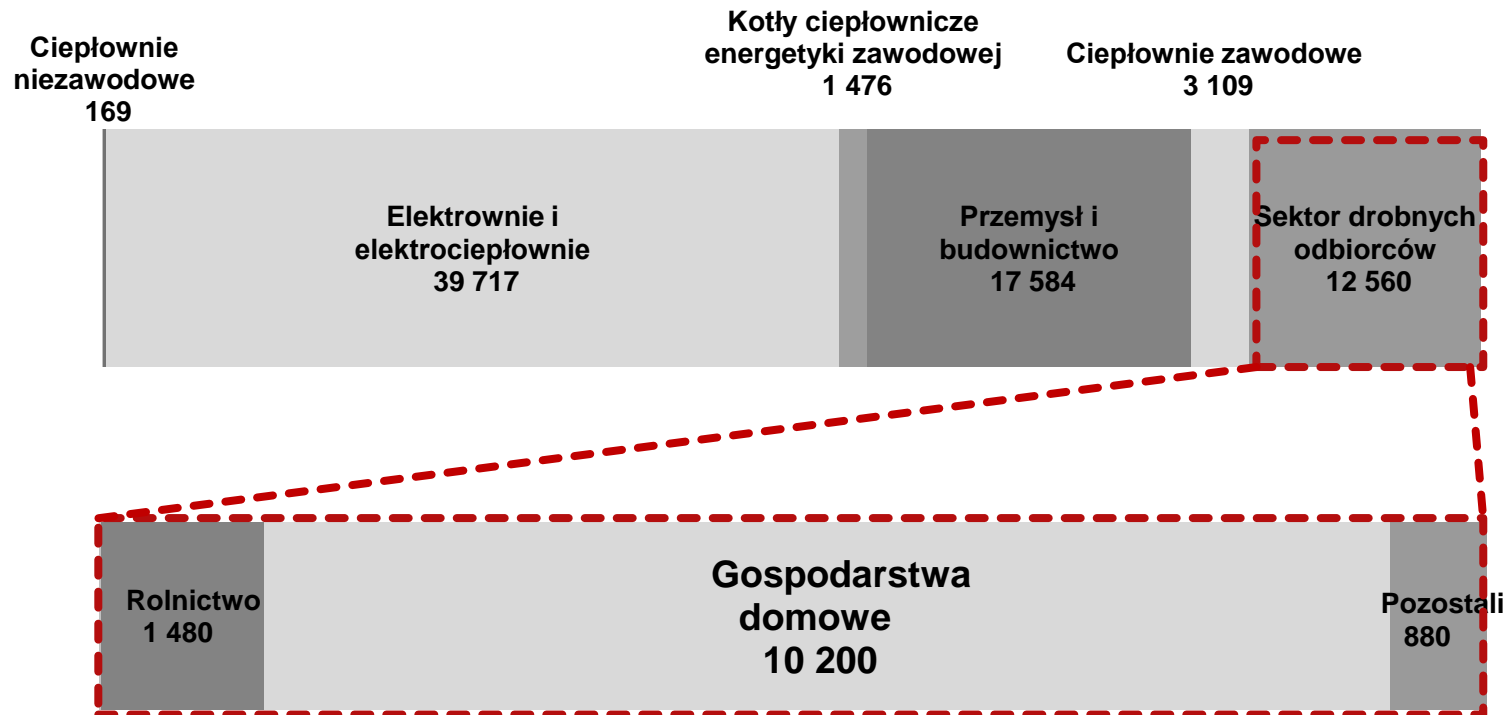 Ciepłownie
niezawodowe
169
Kotły ciepłownicze
energetyki zawodowej
1 476
Ciepłownie zawodowe
3 109
Elektrownie i
elektrociepłownie
39 717
Przemysł i
budownictwo
17 584
Sektor drobnych
odbiorców
12 560
Rolnictwo
1 480
Gospodarstwa
domowe
10 200
Pozostali
880